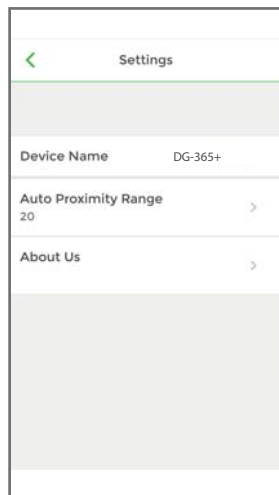 Settings
Device Name DG-365+
Auto Proximity Range
20
About Us